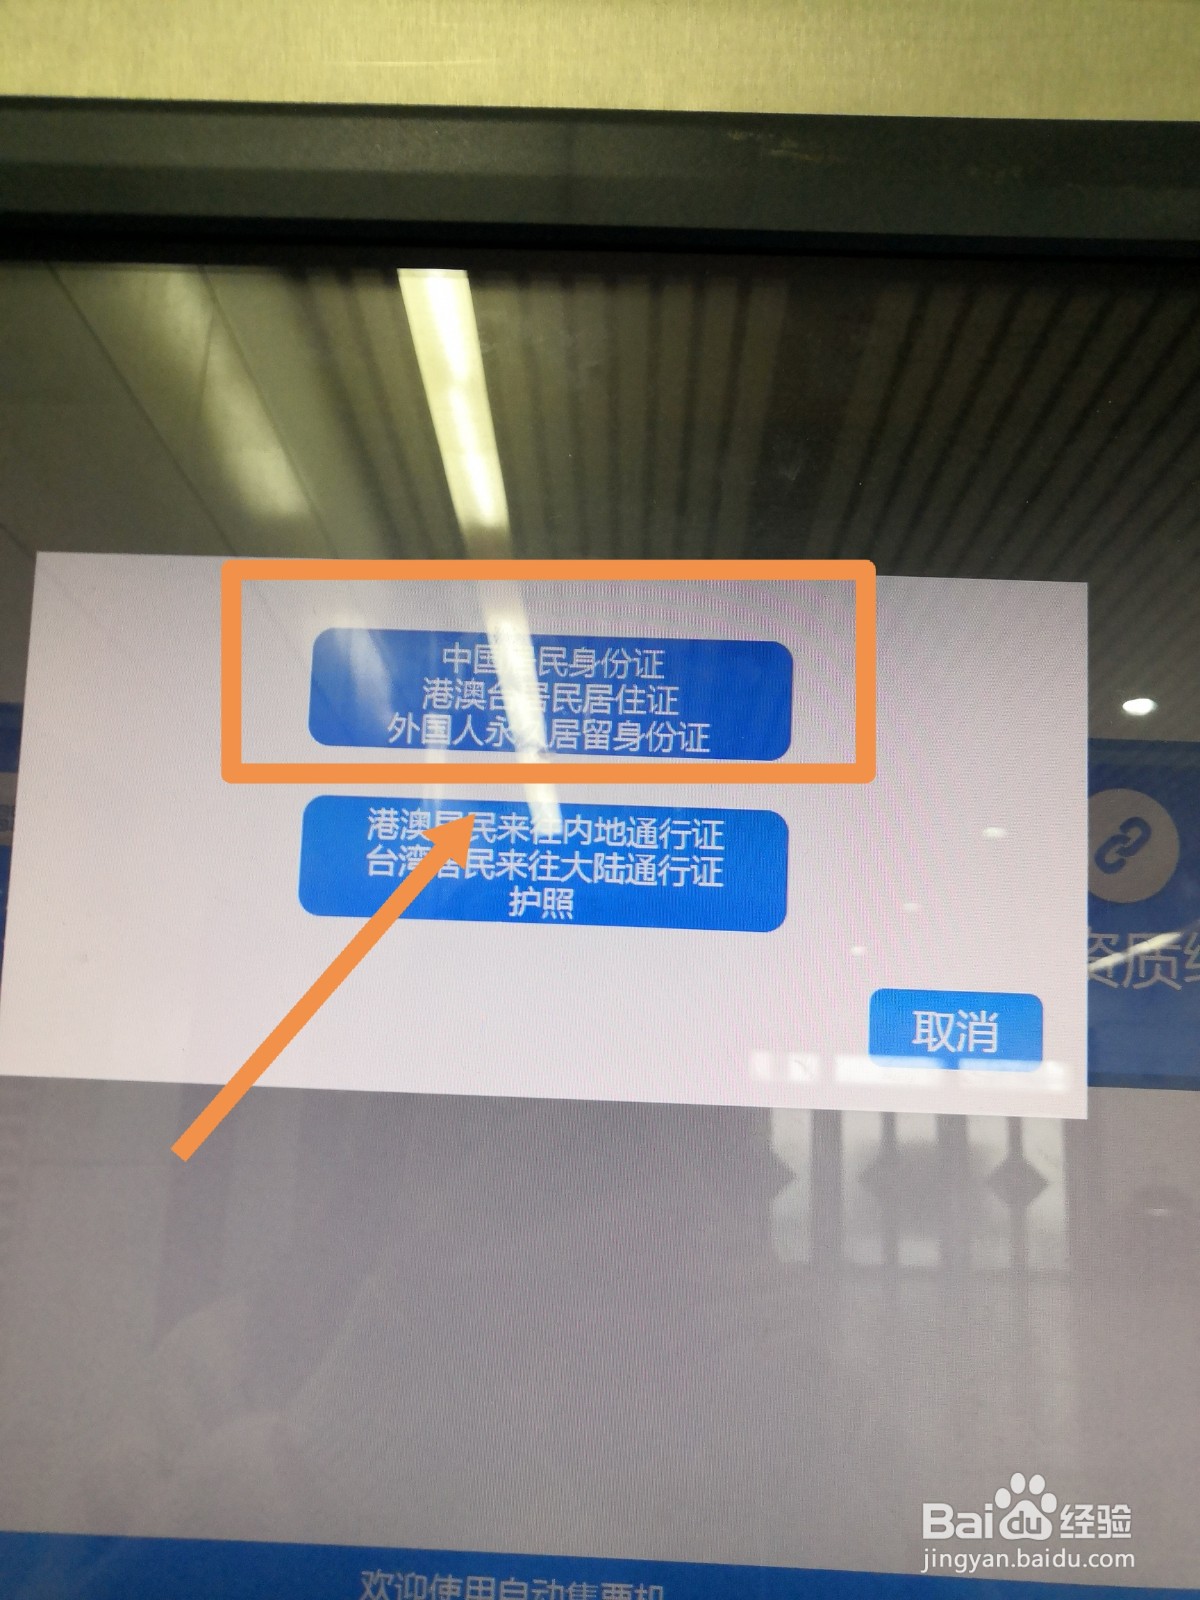 中国居民身份证
港澳台居民居住证
外国人永久居留身份证
港澳居民来往内地通行证
台湾居民来往大陆通行证
护照
取消
资质
欢迎使用自动售票机
Baidu经验
jingyan.baidu.com